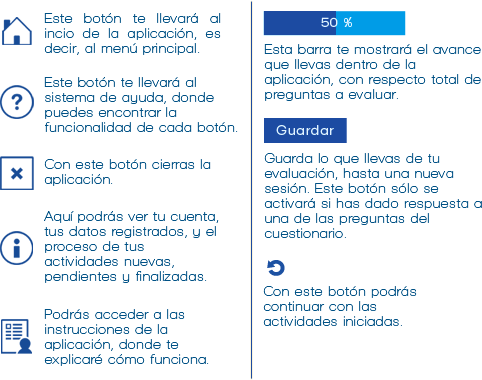 Este botón te llevará al
incio de la aplicación, es
decir, al menú principal.
Este botón te llevará al
sistema de ayuda, donde
puedes encontrar la
funcionalidad de cada botón.
Con este botón cierras la
aplicación.
Aquí podrás ver tu cuenta,
tus datos registrados, y el
proceso de tus
actividades nuevas,
pendientes y finalizadas.
Podrás acceder a las
instrucciones de la
aplicación, donde te
explicaré cómo funciona.
50 %
Esta barra te mostrará el avance
que llevas dentro de la
aplicación, con respecto total de
preguntas a evaluar.
Guardar
Guarda lo que llevas de tu
evaluación, hasta una nueva
sesión. Este botón sólo se
activará si has dado respuesta a
una de las preguntas del
cuestionario.
Con este botón podrás
continuar con las
actividades iniciadas.